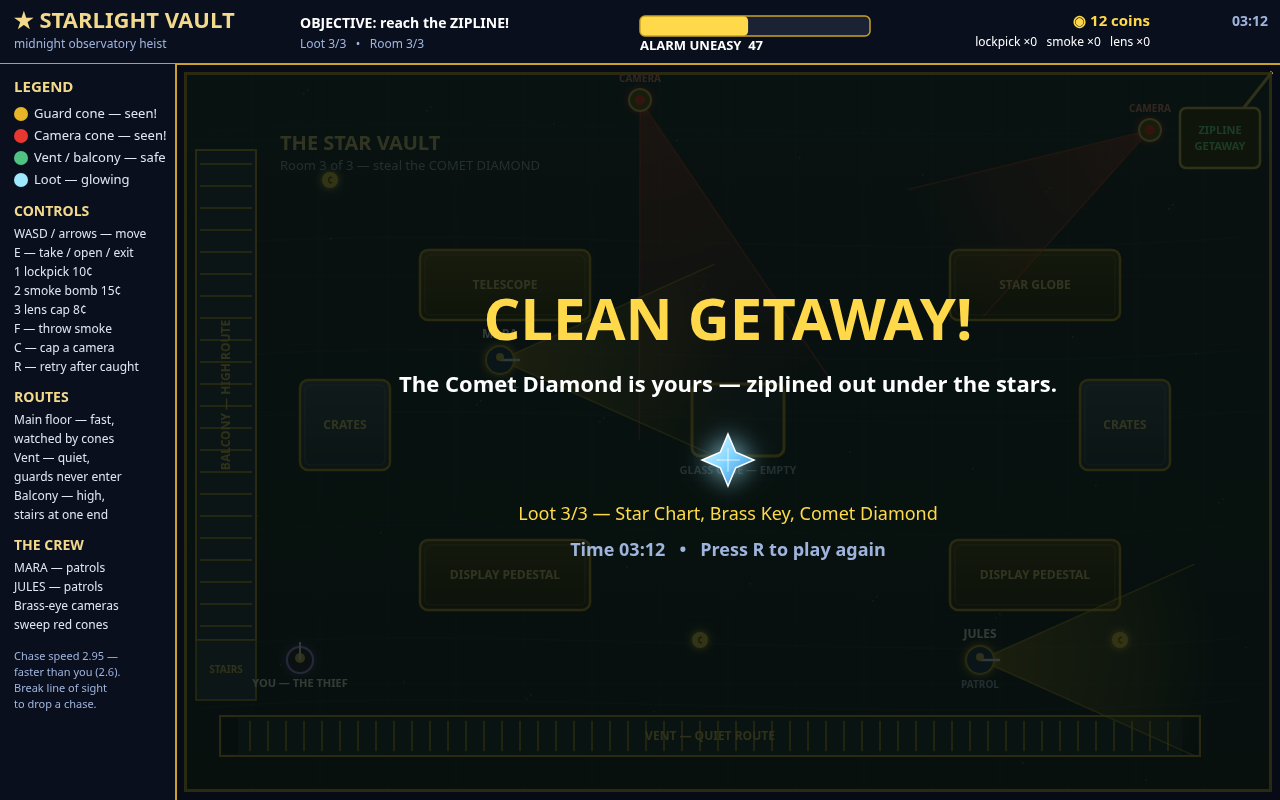 ★ STARLIGHT VAULT
midnight observatory heist
OBJECTIVE: reach the ZIPLINE!
Loot 3/3 • Room 3/3
ALARM UNEASY 47
◉ 12 coins
lockpick ×0 smoke ×0 lens ×0
03:12
LEGEND
Guard cone — seen!
Camera cone — seen!
Vent / balcony — safe
Loot — glowing
CONTROLS
WASD / arrows — move
E — take / open / exit
1 lockpick 10¢
2 smoke bomb 15¢
3 lens cap 8¢
F — throw smoke
C — cap a camera
R — retry after caught
ROUTES
Main floor — fast,
watched by cones
Vent — quiet,
guards never enter
Balcony — high,
stairs at one end
THE CREW
MARA — patrols
JULES — patrols
Brass-eye cameras
sweep red cones
Chase speed 2.95 —
faster than you (2.6).
Break line of sight
to drop a chase.
CAMERA
CAMERA
ZIPLINE
GETAWAY
THE STAR VAULT
Room 3 of 3 — steal the COMET DIAMOND
TELESCOPE
STAR GLOBE
CLEAN GETAWAY!
The Comet Diamond is yours — ziplined out under the stars.
BALCONY — HIGH ROUTE
CRATES
CRATES
— EMPTY
Loot 3/3 — Star Chart, Brass Key, Comet Diamond
Time 03:12 • Press R to play again
DISPLAY PEDESTAL
DISPLAY PEDESTAL
JULES
PATROL
STAIRS
YOU — THE THIEF
VENT — QUIET ROUTE